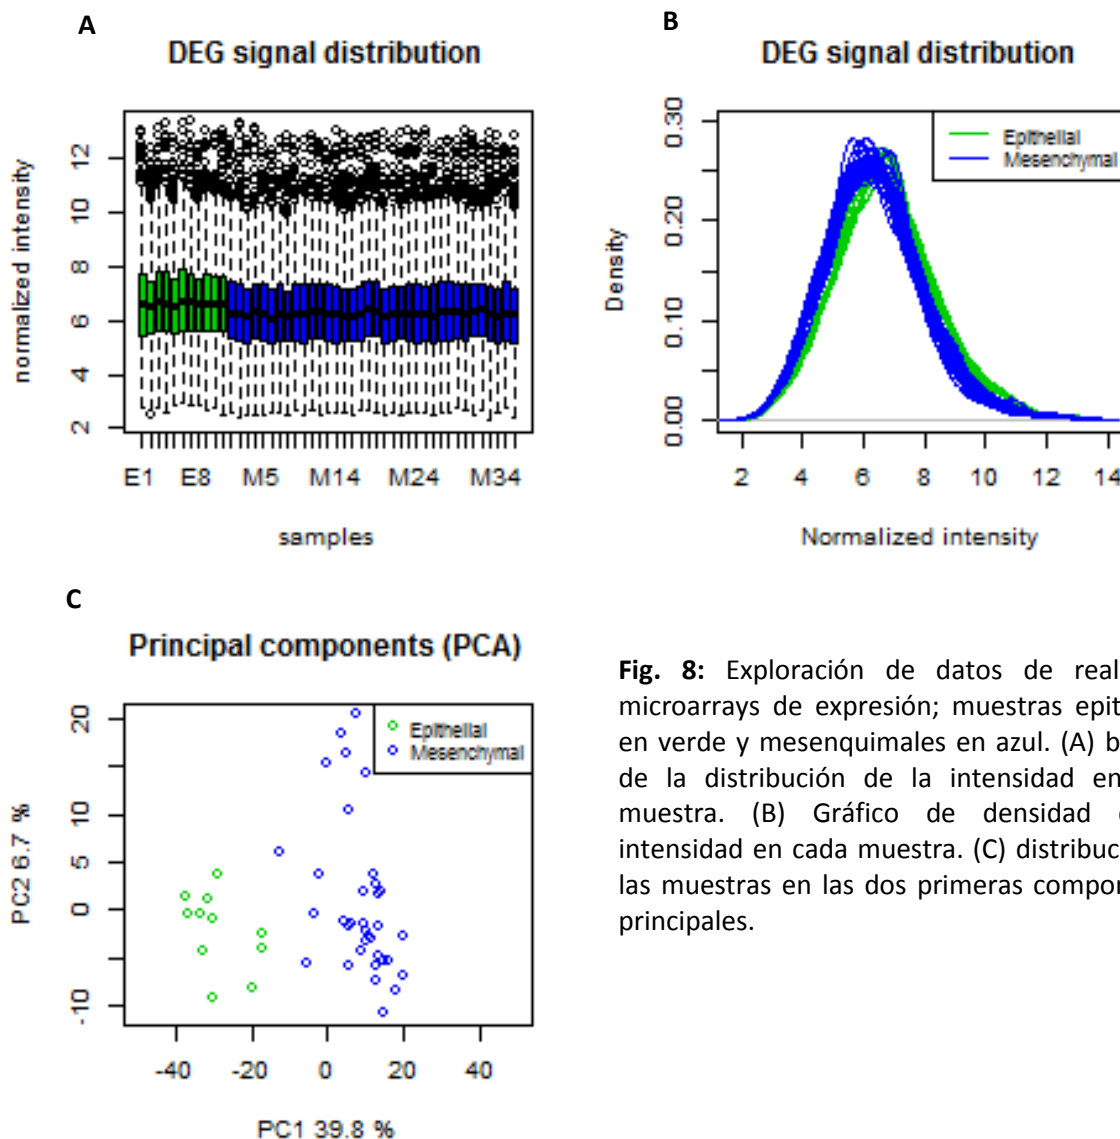 A
DEG signal distribution
normalized intensity
12
10
8
6
4
2
E1 E8 M5 M14 M24 M34
samples
B
DEG signal distribution
Epithelial
Mesenchymal
Density
0.30
0.20
0.10
0.00
2 4 6 8 10 12 14
Normalized intensity
C
Principal components (PCA)
Epithelial
Mesenchymal
PC2 6.7 %
20
10
5
0
-10
-40 -20 0 20 40
PC1 39.8 %
Fig. 8: Exploración de datos de real
microarrays de expresión; muestras epit
en verde y mesenquimales en azul. (A) b
de la distribución de la intensidad en
muestra. (B) Gráfico de densidad
intensidad en cada muestra. (C) distribuc
las muestras en las dos primeras compon
principales.